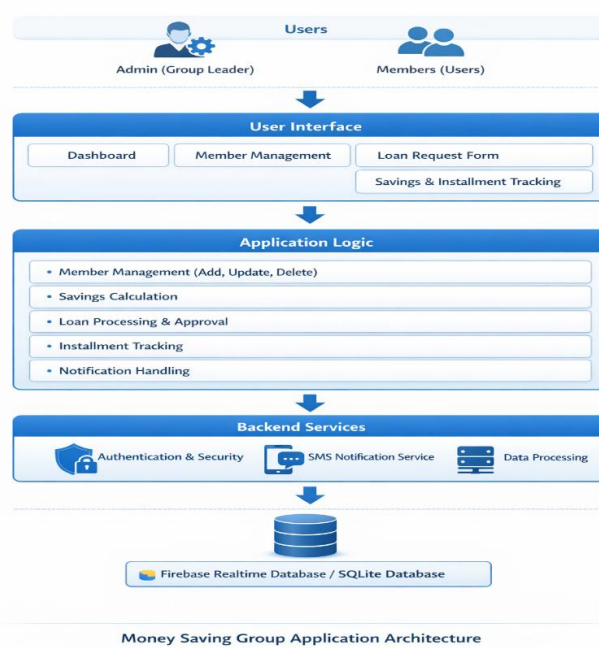 Users
Admin (Group Leader)
Members (Users)
User Interface
Dashboard
Member Management
Loan Request Form
Savings & Installment Tracking
Application Logic
• Member Management (Add, Update, Delete)
• Savings Calculation
• Loan Processing & Approval
• Installment Tracking
• Notification Handling
Backend Services
Authentication & Security
SMS Notification Service
Data Processing
Firebase Realtime Database / SQLite Database
Money Saving Group Application Architecture